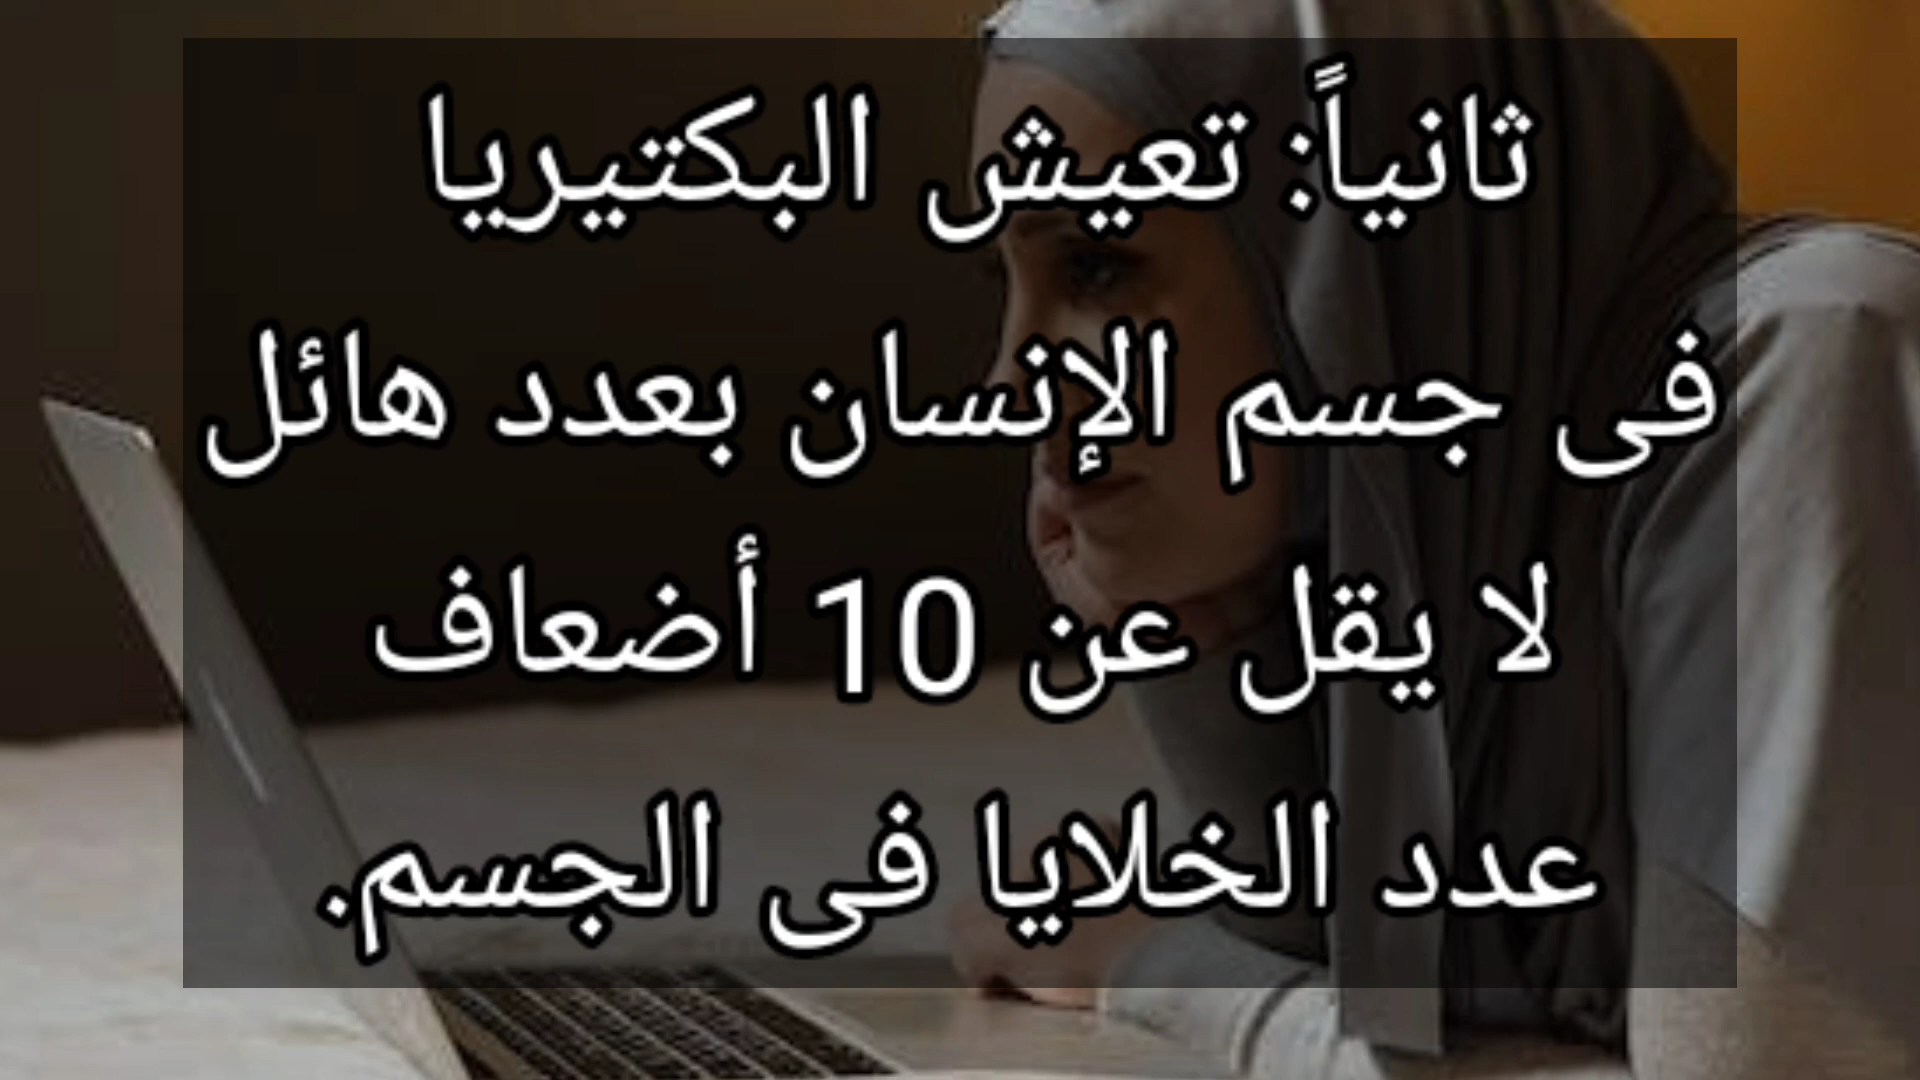 ثانياً: تعيش البكتيريا
فى جسم الإنسان بعدد هائل
لا يقل عن 10 أضعاف
عدد الخلايا فى الجسم.